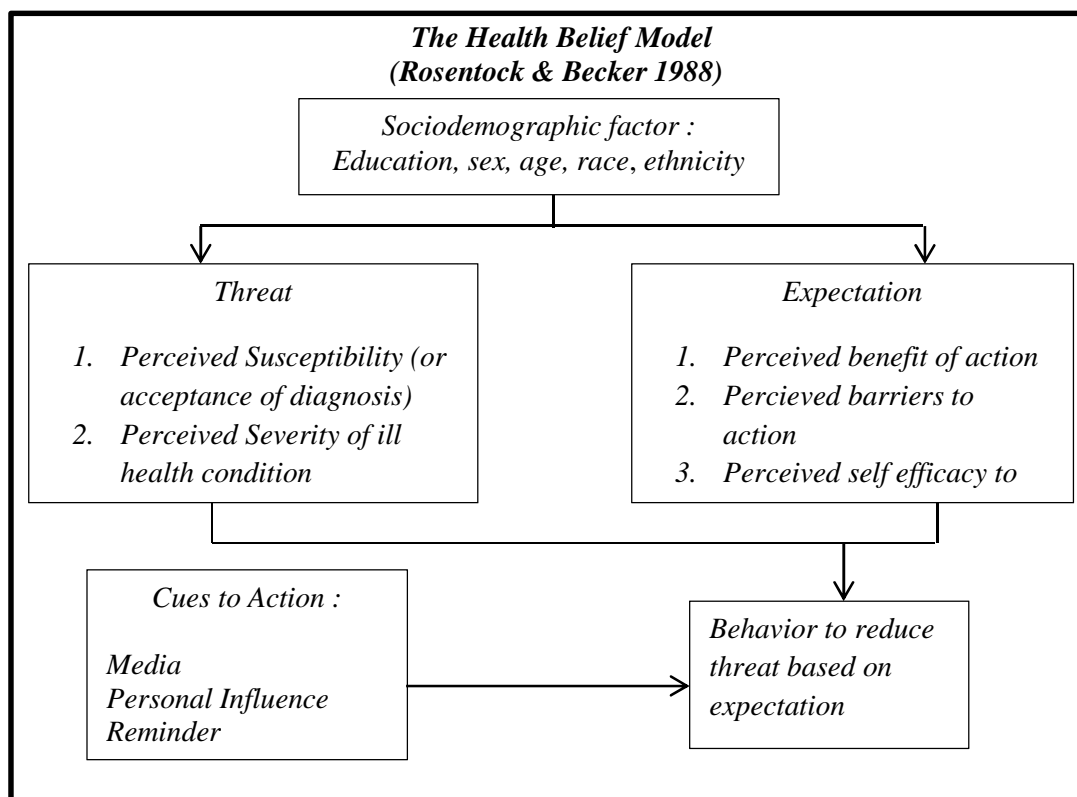 The Health Belief Model
(Rosentock & Becker 1988)
Sociodemographic factor :
Education, sex, age, race, ethnicity
Threat
1. Perceived Susceptibility (or
acceptance of diagnosis)
2. Perceived Severity of ill
health condition
Expectation
1. Perceived benefit of action
2. Percieved barriers to
action
3. Perceived self efficacy to
Cues to Action :
Media
Personal Influence
Reminder
Behavior to reduce
threat based on
expectation